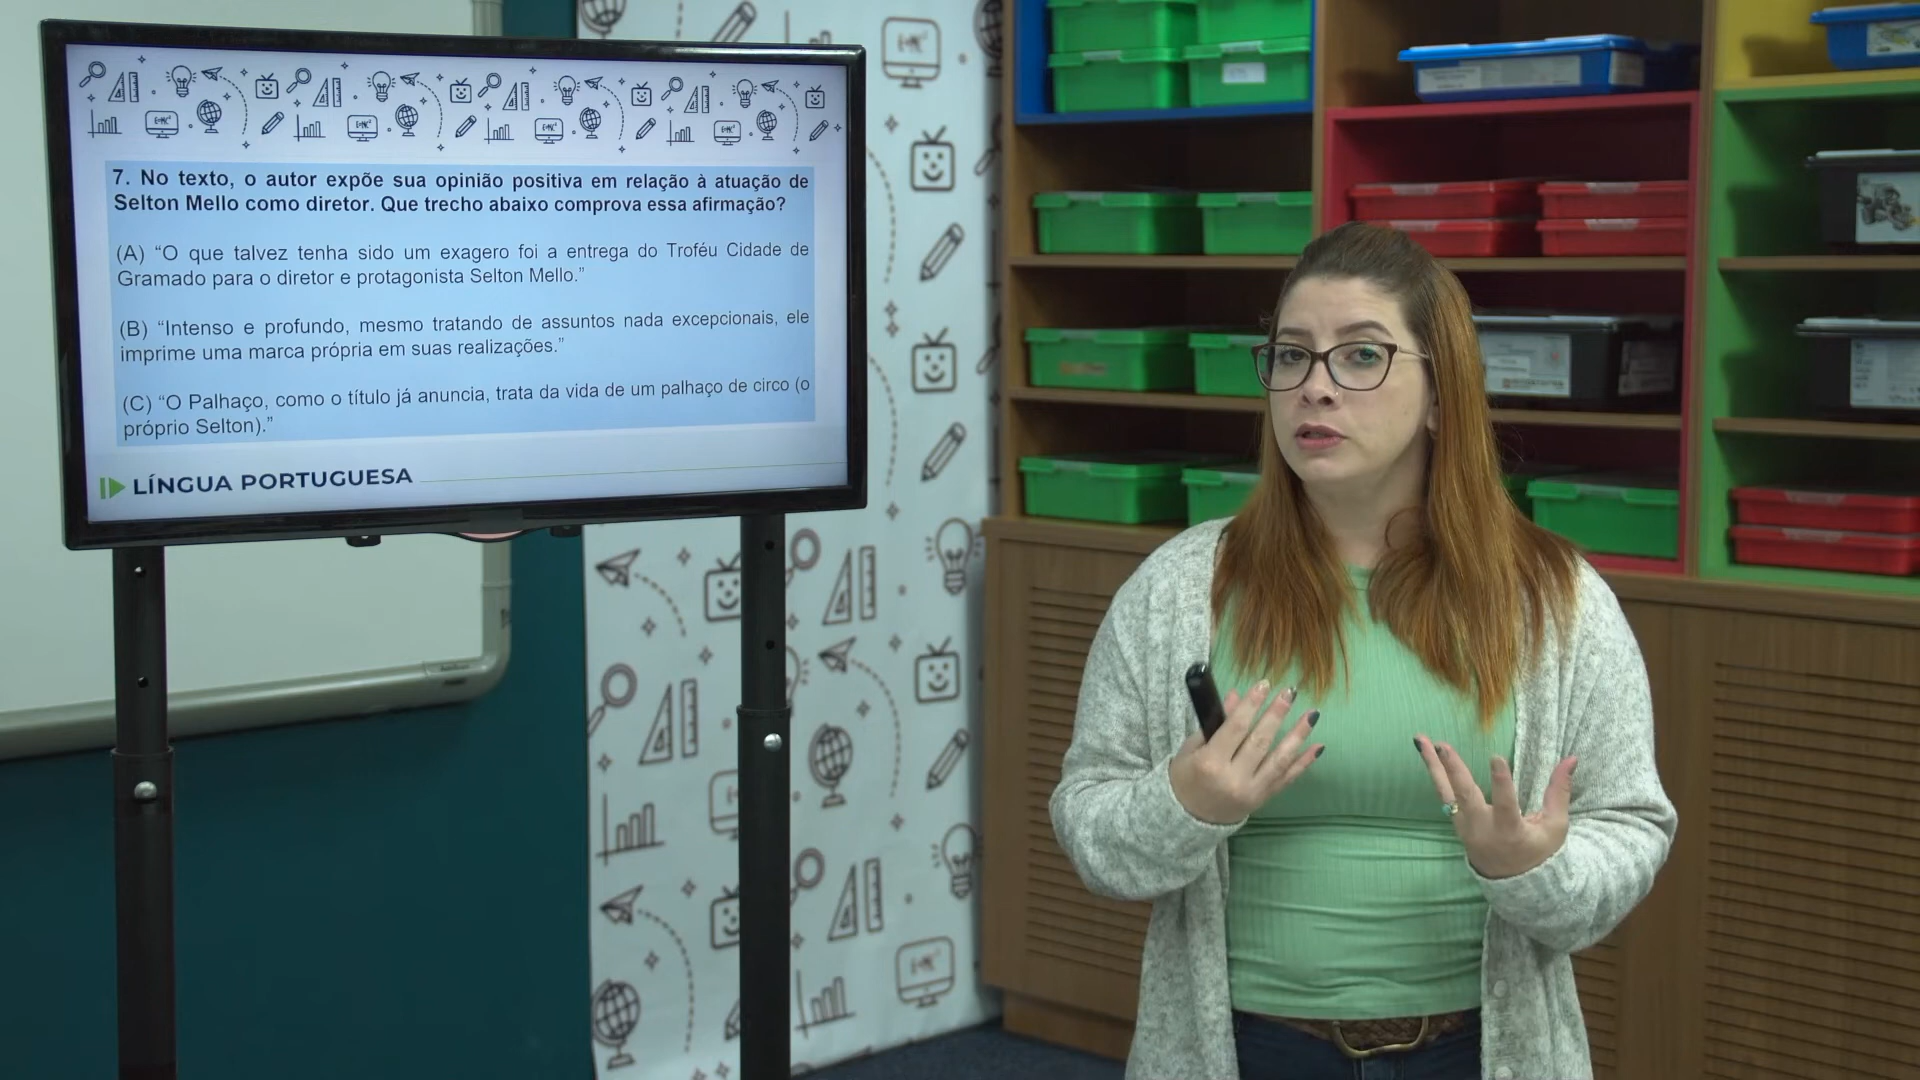 7. No texto, o autor expõe sua opinião positiva em relação à atuação de
Selton Mello como diretor. Que trecho abaixo comprova essa afirmação?
(A) “O que talvez tenha sido um exagero foi a entrega do Troféu Cidade de
Gramado para o diretor e protagonista Selton Mello.”
(B) “Intenso e profundo, mesmo tratando de assuntos nada excepcionais, ele
imprime uma marca própria em suas realizações.”
(C) “O Palhaço, como o título já anuncia, trata da vida de um palhaço de circo (o
próprio Selton).”
LÍNGUA PORTUGUESA